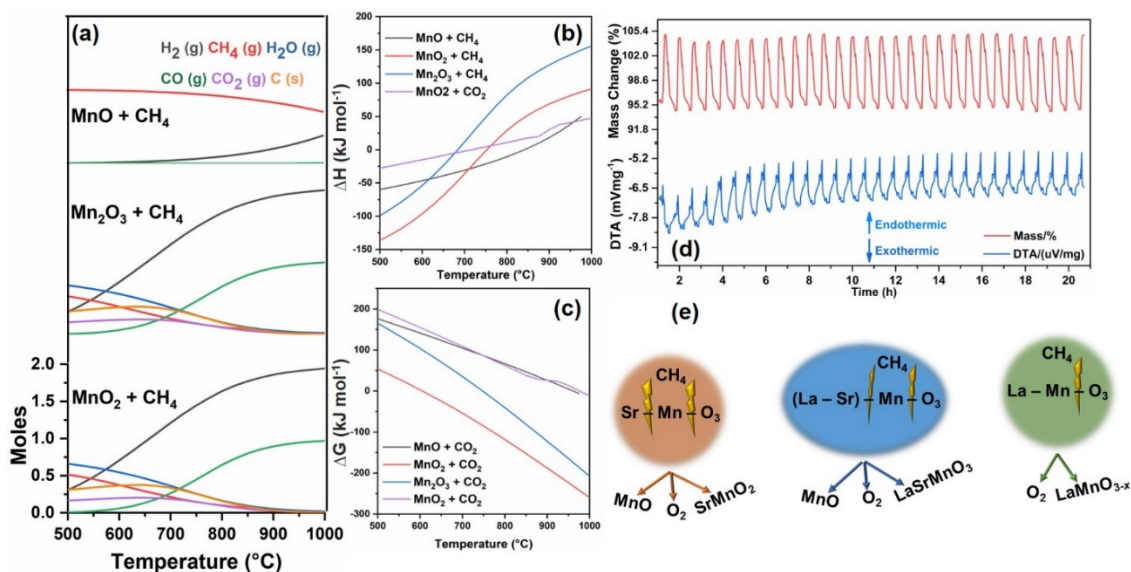 (a)
H₂ (g) CH₄ (g) H₂O (g)
CO (g) CO₂ (g) C (s)
MnO + CH₄
Mn₂O₃ + CH₄
MnO₂ + CH₄
2.0
1.5
1.0
0.5
0.0
Moles
500 600 700 800 900 1000
Temperature (°C)
(b)
MnO + CH₄
MnO₂ + CH₄
Mn₂O₃ + CH₄
MnO2 + CO₂
200
150
100
50
0
-50
-100
-150
ΔH (kJ mol⁻¹)
500 600 700 800 900 1000
Temperature (°C)
(c)
MnO + CO₂
MnO₂ + CO₂
Mn₂O₃ + CO₂
MnO₂ + CO₂
200
100
0
-100
-200
-300
ΔG (kJ mol⁻¹)
500 600 700 800 900 1000
Temperature (°C)
105.4
102.0
98.6
95.2
91.8
Mass Change (%)
-5.2
-6.5
-7.8
-9.1
DTA (mV/mg⁻¹)
(d)
Endothermic
Exothermic
Mass/%
DTA/(uV/mg)
2 4 6 8 10 12 14 16 18 20
Time (h)
(e)
CH₄
Sr Mn O₃
MnO O₂ SrMnO₂
CH₄
(La – Sr) Mn O₃
MnO O₂ LaSrMnO₃
CH₄
La – Mn O₃
O₂ LaMnO₃₋ₓ